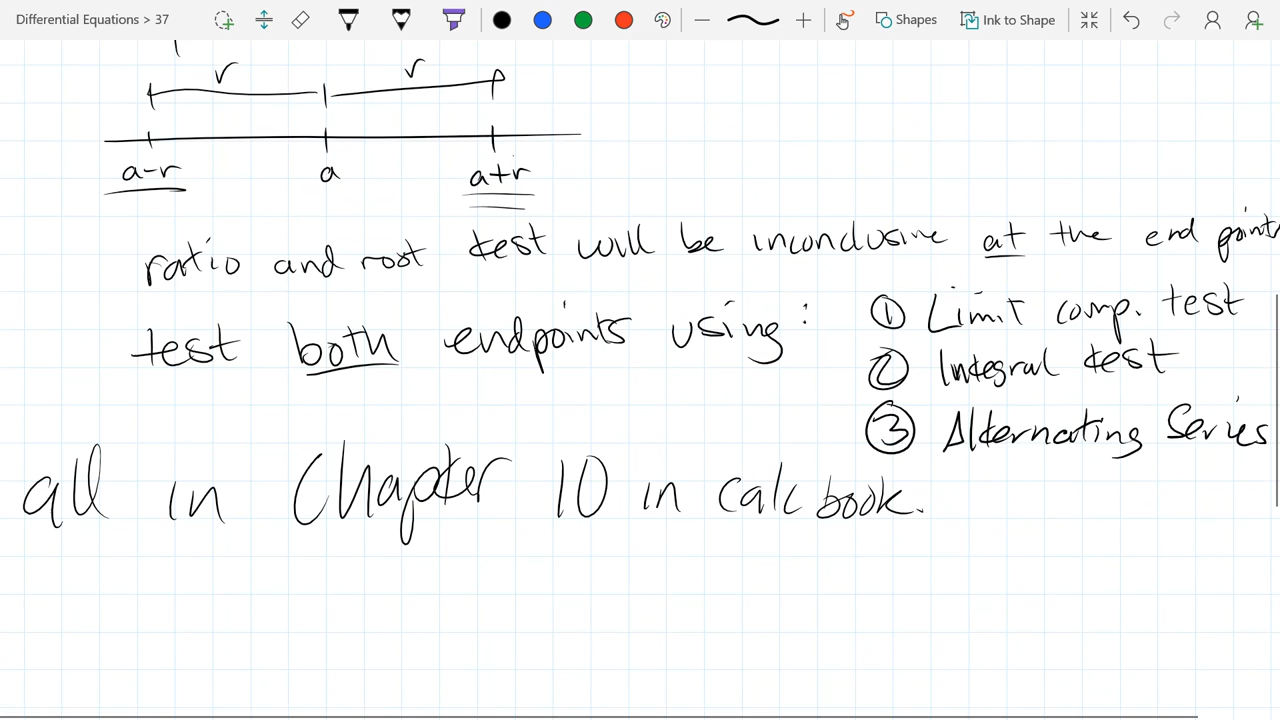 Differential Equations > 37
Shapes
Ink to Shape
r r
a-r a a+r
ratio and root test will be inconclusive at the end points
test both endpoints using:
① Limit comp. test
② Integral test
③ Alternating Series
all in Chapter 10 in calc book.